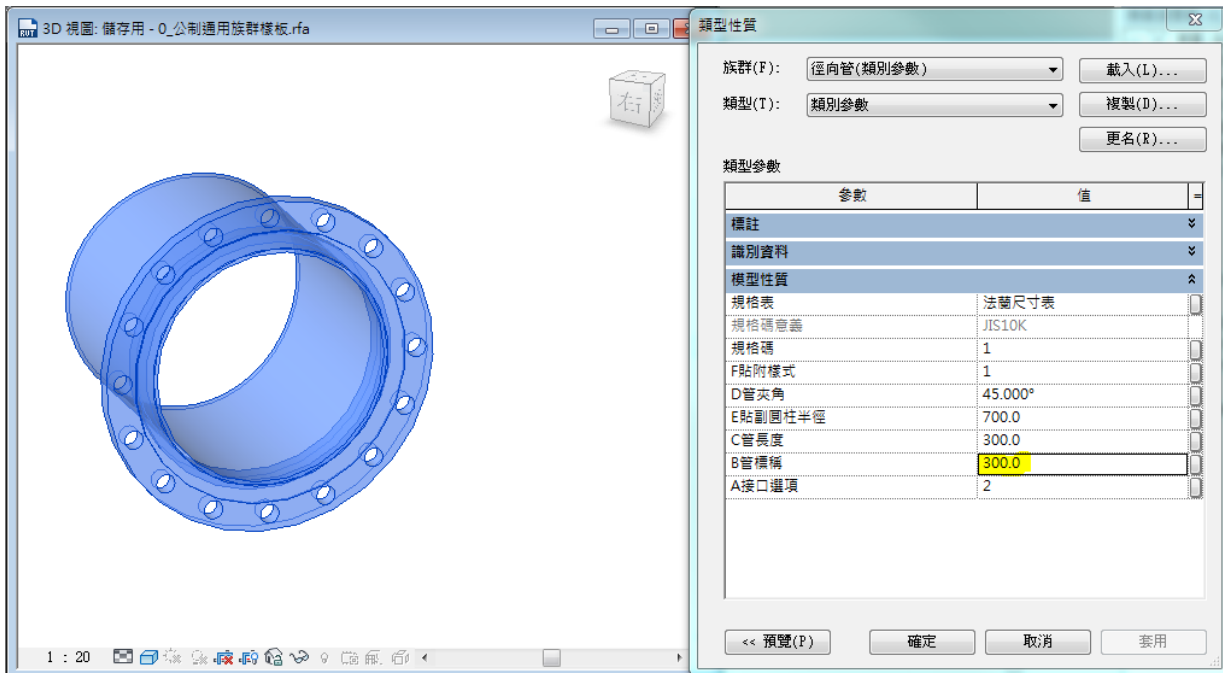 3D 視圖: 儲存用 - 0_公制通用族群樣板.rfa
右
1 : 20
類型性質
族群(F): 徑向管(類別參數) 載入(L)...
類型(T): 類別參數 複製(D)...
更名(R)...
類型參數
參數 值 =
標註
識別資料
模型性質
規格表 法蘭尺寸表
規格碼意義 JIS10K
規格碼 1
F貼附樣式 1
D管夾角 45.000°
E貼副圓柱半徑 700.0
C管長度 300.0
B管標稱 300.0
A接口選項 2
<< 預覽(P) 確定 取消 套用